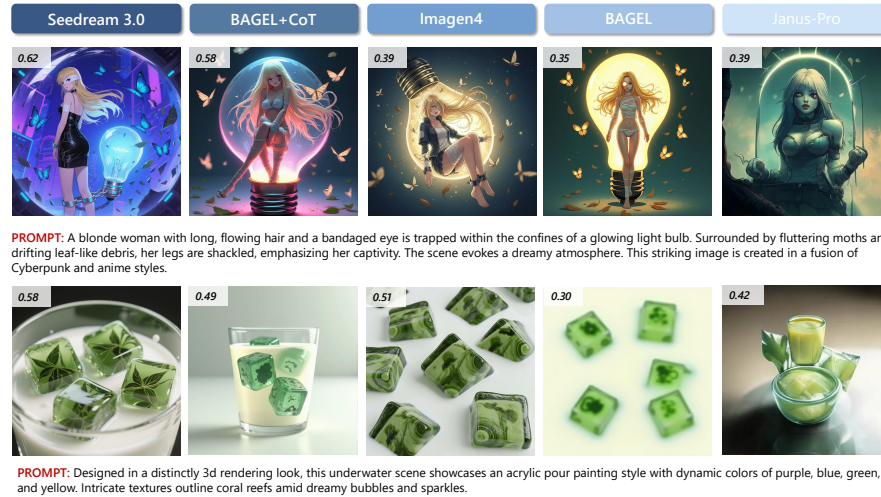 Seedream 3.0 BAGEL+CoT Imagen4 BAGEL Janus-Pro
0.62 0.58 0.39 0.35 0.39
PROMPT: A blonde woman with long, flowing hair and a bandaged eye is trapped within the confines of a glowing light bulb. Surrounded by fluttering moths an
drifting leaf-like debris, her legs are shackled, emphasizing her captivity. The scene evokes a dreamy atmosphere. This striking image is created in a fusion of
Cyberpunk and anime styles.
0.58 0.49 0.51 0.30 0.42
PROMPT: Designed in a distinctly 3d rendering look, this underwater scene showcases an acrylic pour painting style with dynamic colors of purple, blue, green,
and yellow. Intricate textures outline coral reefs amid dreamy bubbles and sparkles.